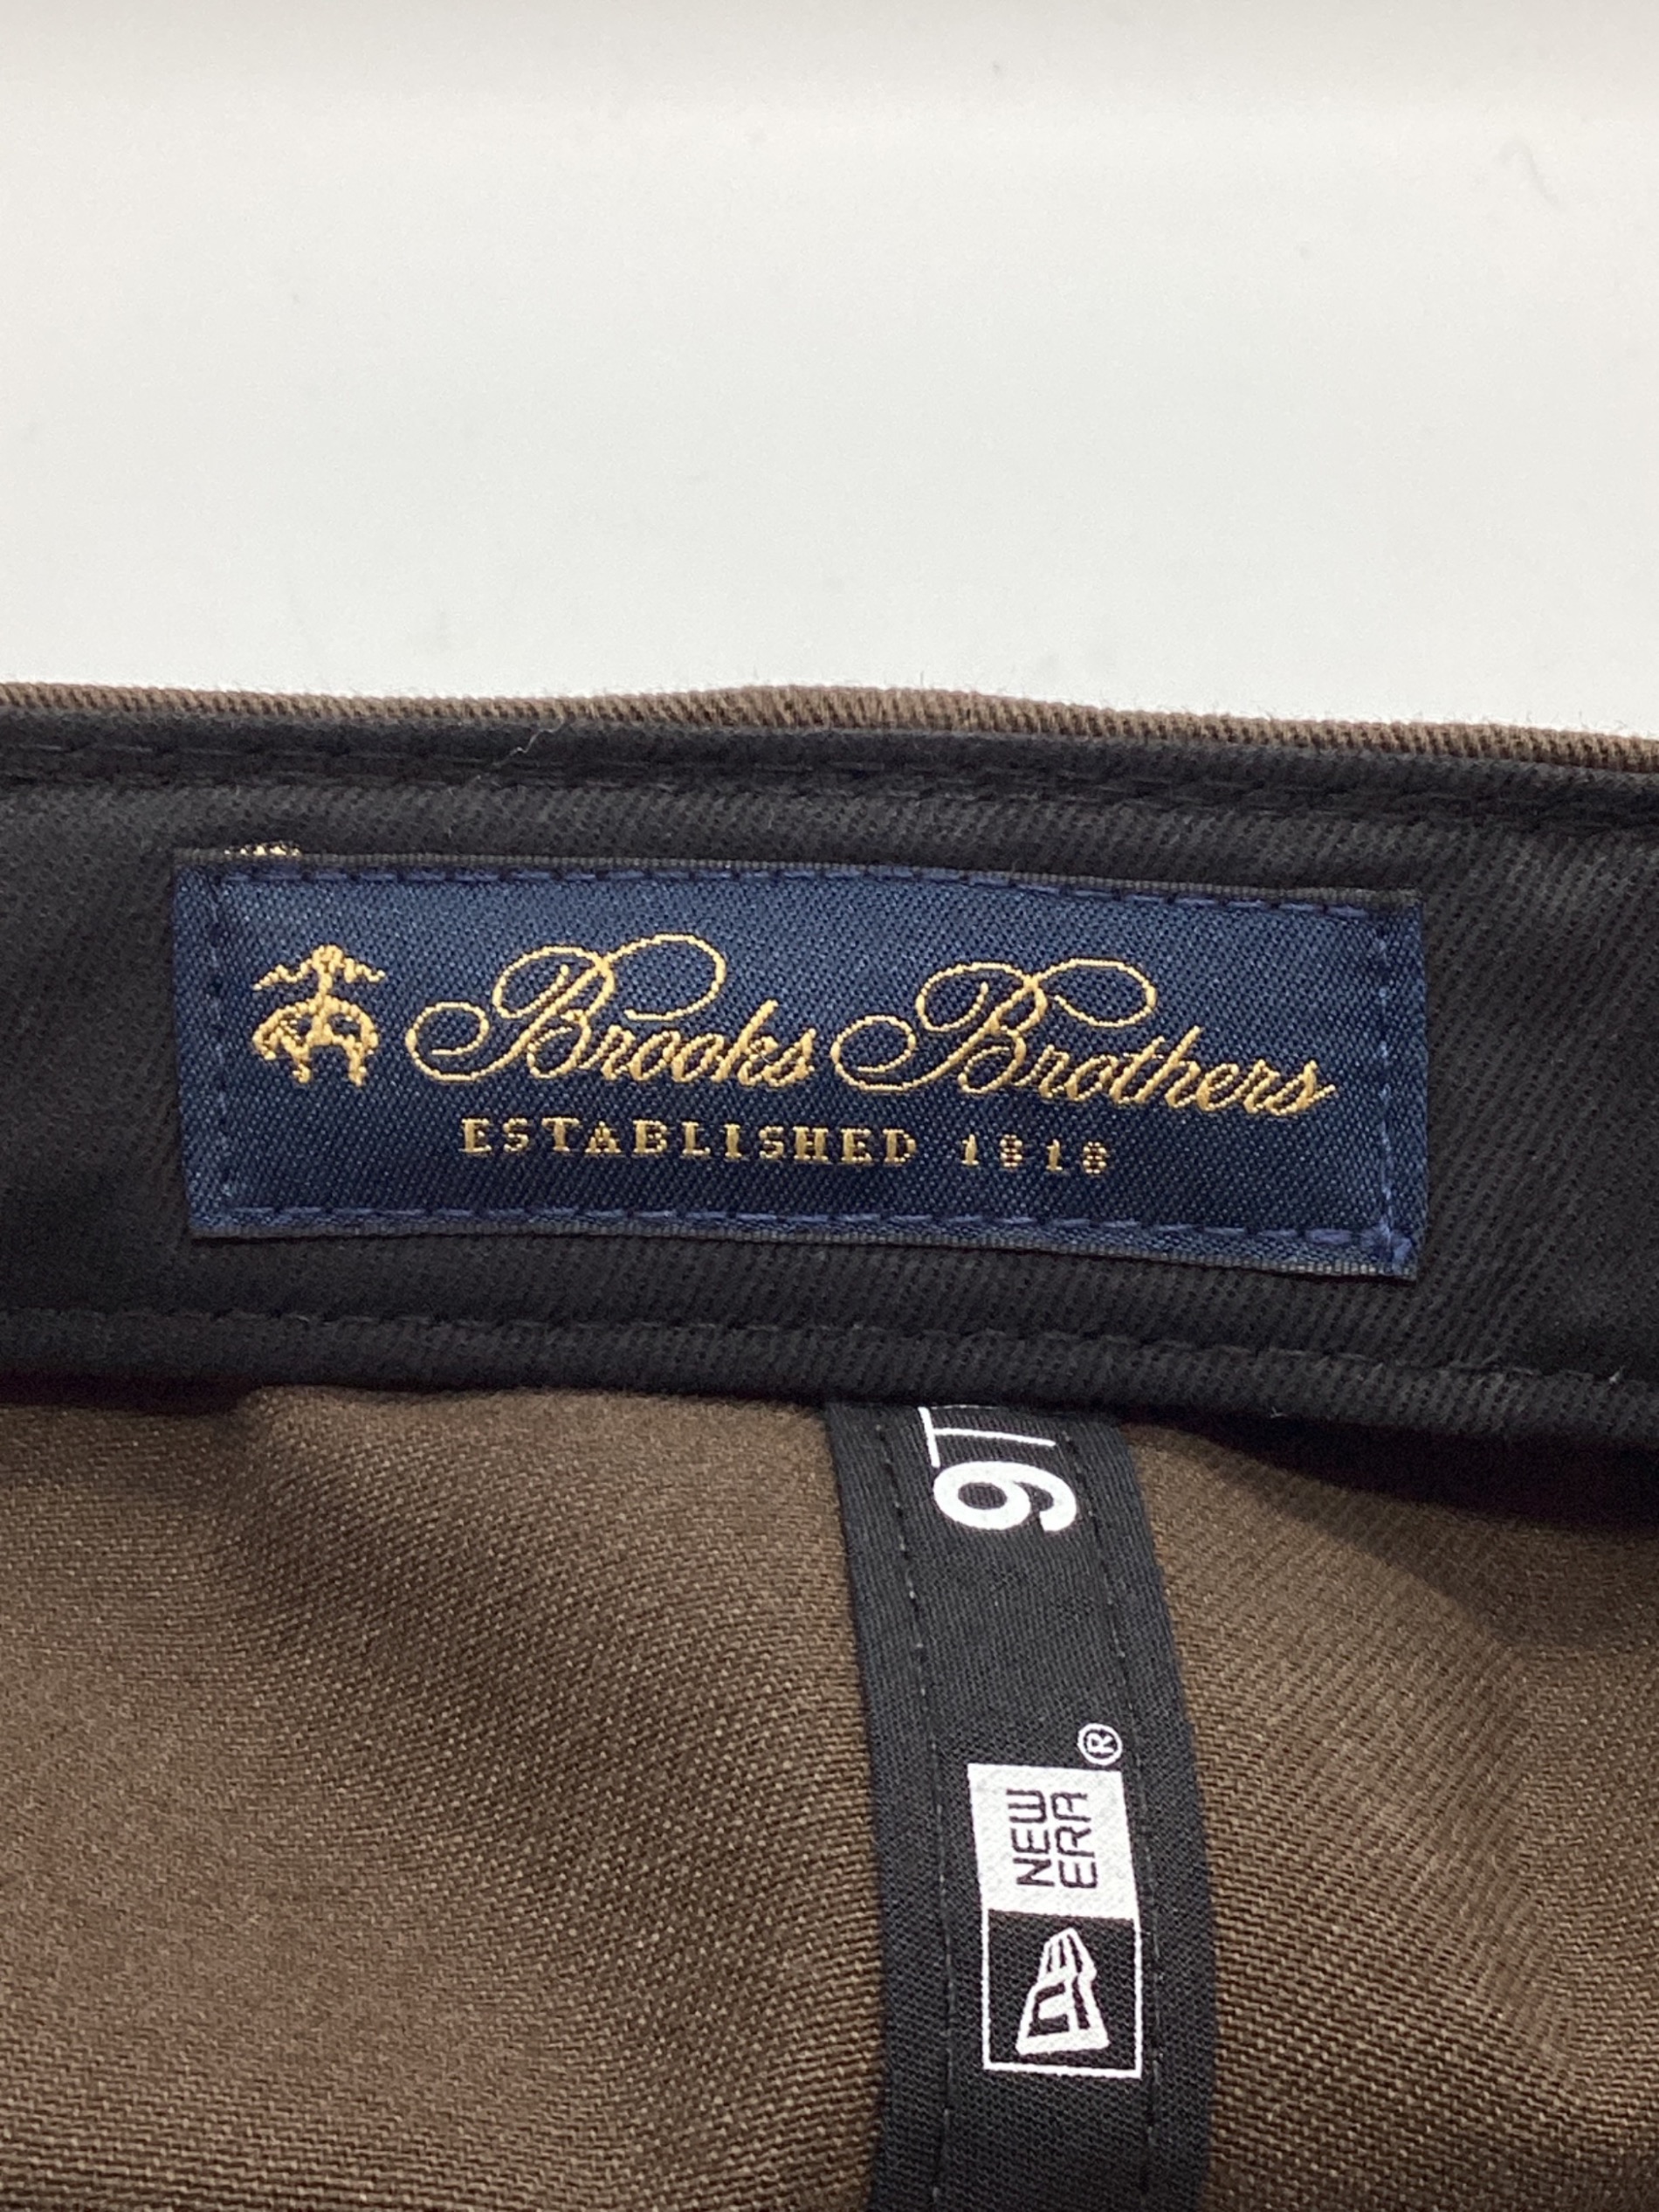 Brooks Brothers
ESTABLISHED 1818
9T
NEW
ERA®